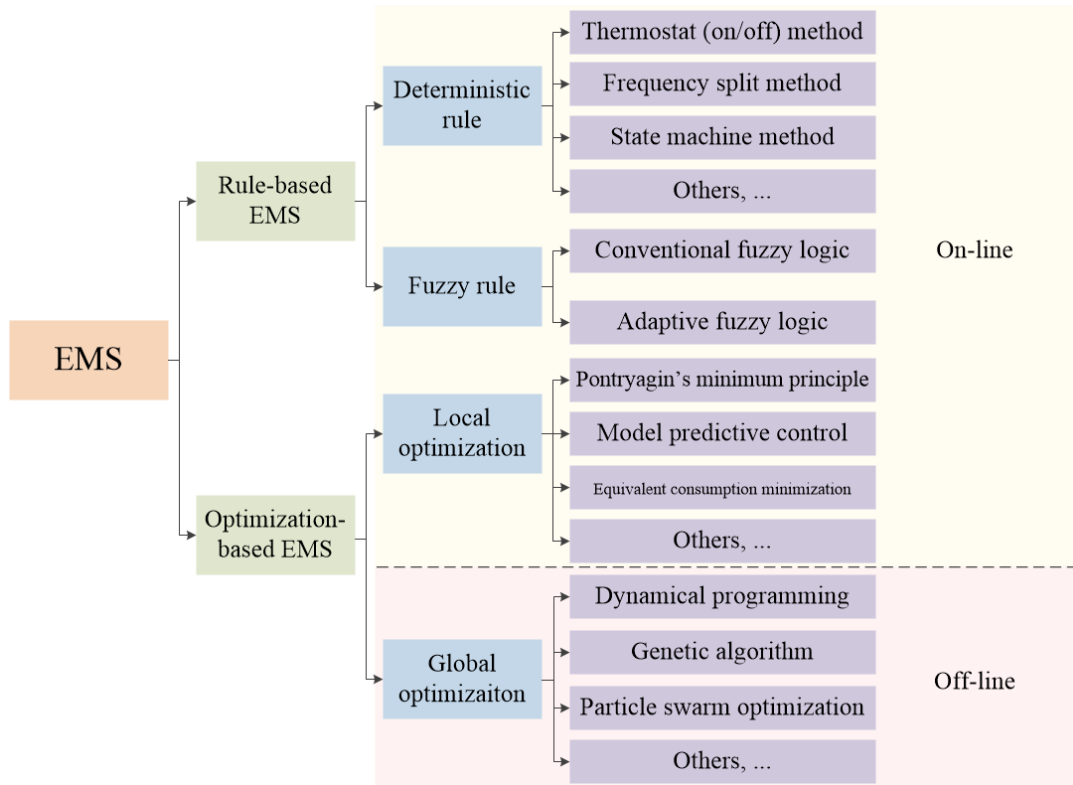 EMS
Rule-based
EMS
Optimization-
based EMS
Deterministic
rule
Fuzzy rule
Local
optimization
Global
optimizaiton
Thermostat (on/off) method
Frequency split method
State machine method
Others, ...
Conventional fuzzy logic
Adaptive fuzzy logic
Pontryagin’s minimum principle
Model predictive control
Equivalent consumption minimization
Others, ...
Dynamical programming
Genetic algorithm
Particle swarm optimization
Others, ...
On-line
Off-line